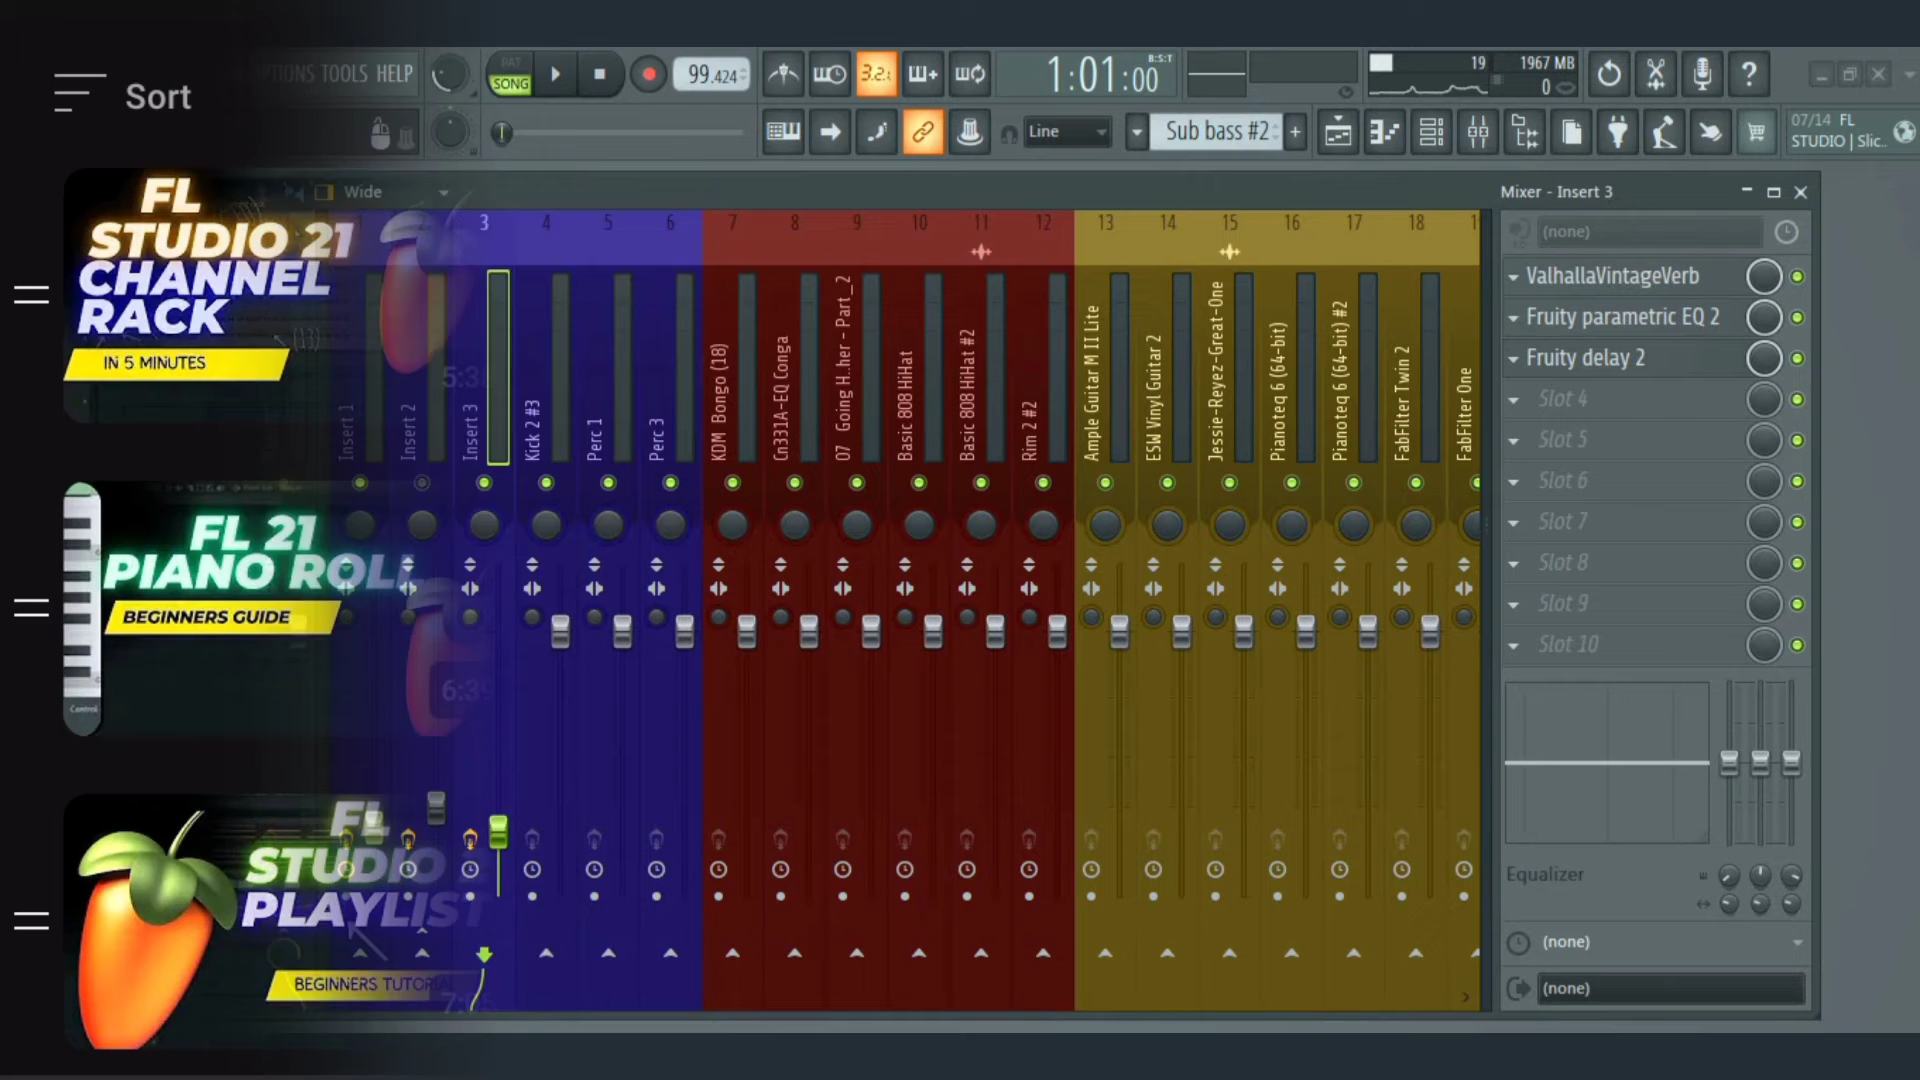 Sort
FL
STUDIO 21
CHANNEL
RACK
IN 5 MINUTES
FL 21
PIANO ROLL
BEGINNERS GUIDE
Control
FL
STUDIO
PLAYLIST
BEGINNERS TUTORIAL
OPTIONS TOOLS HELP
PAT
SONG
99.424
3.2.
1:01:00
B:S:T
19
1967 MB
0
?
Line
Sub bass #2
+
07/14 FL
STUDIO | Slic..
Wide
2 3 4 5 6 7 8 9 10 11 12 13 14 15 16 17 18
Insert 1
Insert 2
Insert 3
Kick 2 #3
Perc 1
Perc 3
KDM Bongo (18)
Cn331A-EQ Conga
07 Going H..her - Part_2
Basic 808 HiHat
Basic 808 HiHat #2
Rim 2 #2
Ample Guitar M II Lite
ESW Vinyl Guitar 2
Jessie-Reyez-Great-One
Pianoteq 6 (64-bit)
Pianoteq 6 (64-bit) #2
FabFilter Twin 2
FabFilter One
Mixer - Insert 3
(none)
ValhallaVintageVerb
Fruity parametric EQ 2
Fruity delay 2
Slot 4
Slot 5
Slot 6
Slot 7
Slot 8
Slot 9
Slot 10
Equalizer
(none)
(none)